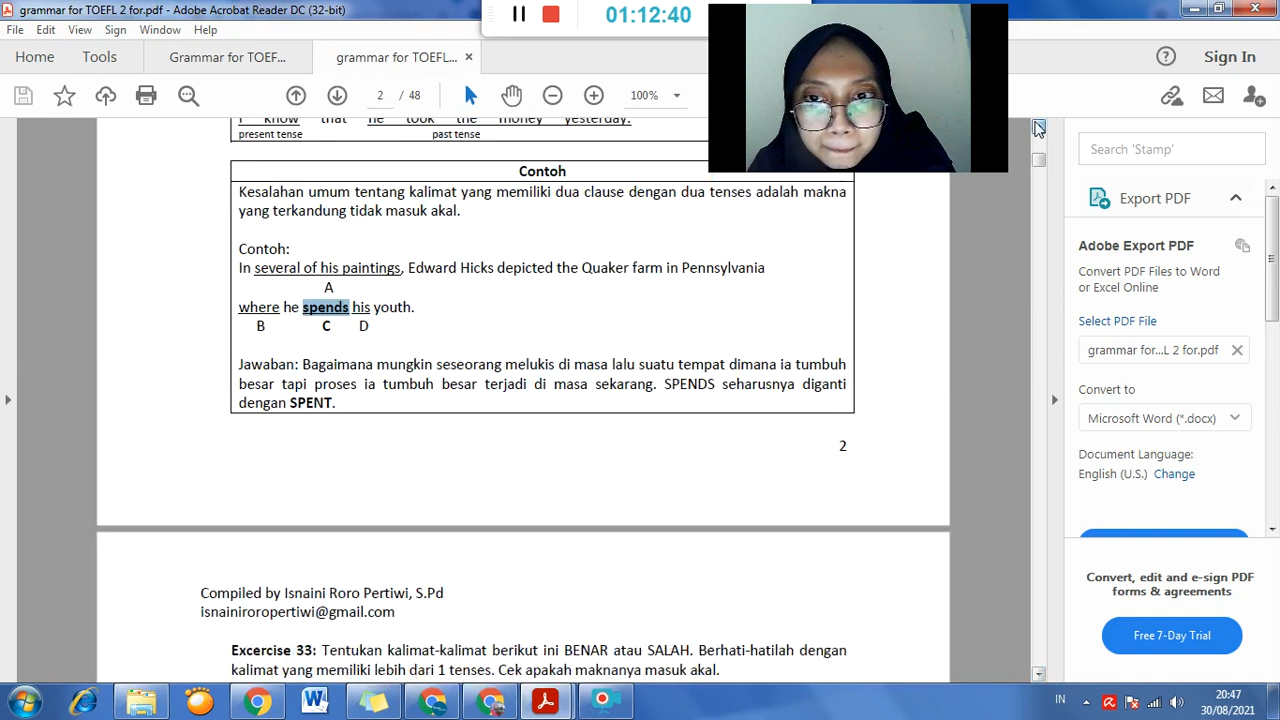 grammar for TOEFL 2 for.pdf - Adobe Acrobat Reader DC (32-bit)
01:12:40
File Edit View Sign Window Help
Home Tools Grammar for TOEF... grammar for TOEFL... × Sign In
2 / 48 100%
I know that he took the money yesterday.
present tense past tense
Contoh
Kesalahan umum tentang kalimat yang memiliki dua clause dengan dua tenses adalah makna
yang terkandung tidak masuk akal.
Contoh:
In several of his paintings, Edward Hicks depicted the Quaker farm in Pennsylvania
A
where he spends his youth.
B C D
Jawaban: Bagaimana mungkin seseorang melukis di masa lalu suatu tempat dimana ia tumbuh
besar tapi proses ia tumbuh besar terjadi di masa sekarang. SPENDS seharusnya diganti
dengan SPENT.
2
Compiled by Isnaini Roro Pertiwi, S.Pd
isnainiroropertiwi@gmail.com
Excercise 33: Tentukan kalimat-kalimat berikut ini BENAR atau SALAH. Berhati-hatilah dengan
kalimat yang memiliki lebih dari 1 tenses. Cek apakah maknanya masuk akal.
Search 'Stamp'
Export PDF
Adobe Export PDF
Convert PDF Files to Word
or Excel Online
Select PDF File
grammar for...L 2 for.pdf
Convert to
Microsoft Word (*.docx)
Document Language:
English (U.S.) Change
Convert, edit and e-sign PDF
forms & agreements
Free 7-Day Trial
IN
20:47
30/08/2021